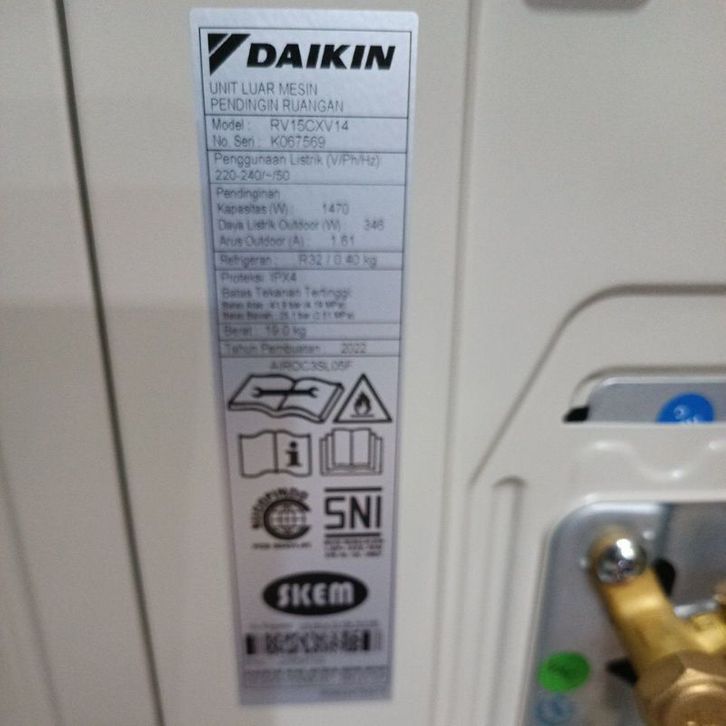 DAIKIN
UNIT LUAR MESIN
PENDINGIN RUANGAN
Model : RV15CXV14
No. Seri : K067569
Penggunaan Listrik (V/Ph/Hz):
220-240/~/50
Pendinginan
Kapasitas (W) : 1470
Daya Listrik Outdoor (W) : 346
Arus Outdoor (A) : 1.61
Refrigeran : R32 / 0.40 kg
Proteksi : IPX4
Batas Tekanan Tertinggi:
Berat : 19.0 kg
Tahun Pembuatan : 2022
i
SNI
SKEM